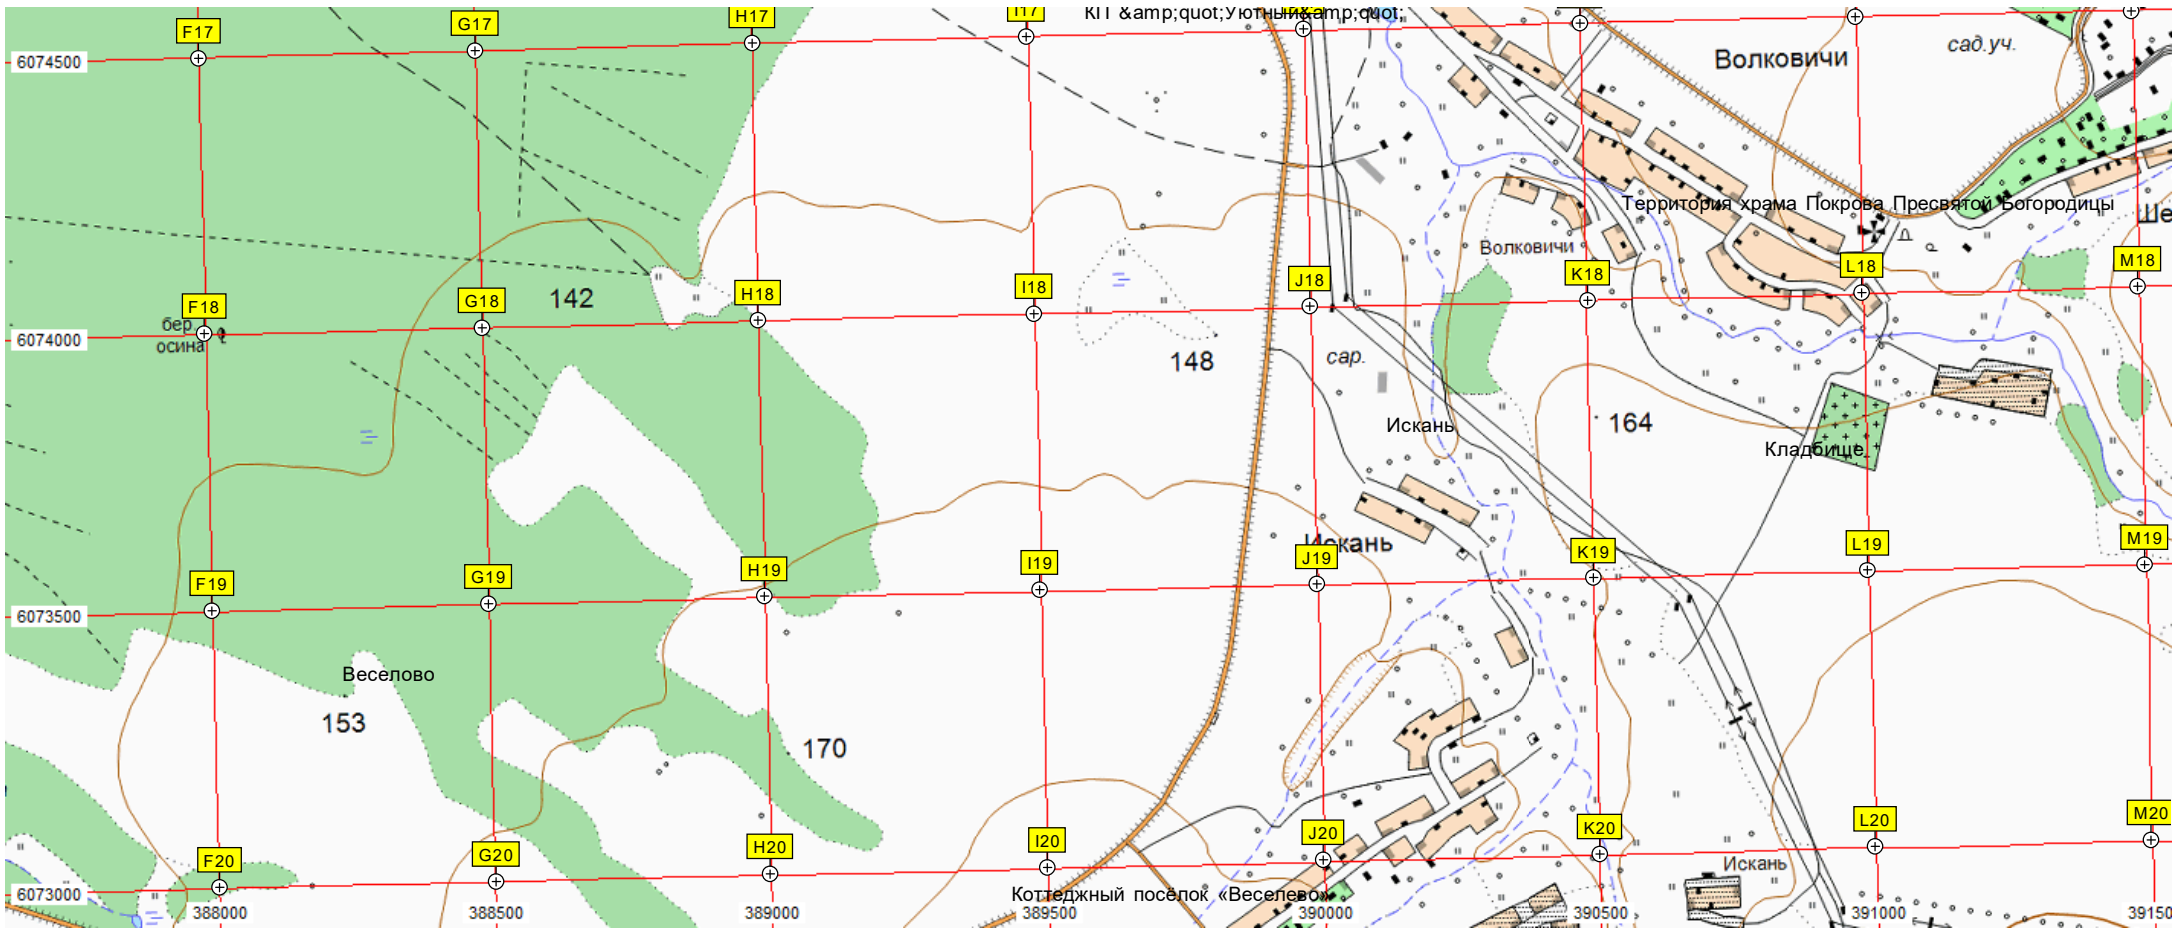 КП &amp;quot;Уютный&amp;quot;
F17
G17
H17
I17
6074500
Волковичи
сад.уч.
Территория храма Покрова Пресвятой Богородицы
Ше
Волковичи
F18
G18
142
H18
I18
J18
K18
L18
M18
бер.
осина
6074000
148
сар.
Искань
164
Кладбище
Искань
F19
G19
H19
I19
J19
K19
L19
M19
6073500
Веселово
153
170
F20
G20
H20
I20
J20
K20
L20
M20
Искань
6073000
Коттеджный посёлок «Веселево»
388000
388500
389000
389500
390000
390500
391000
39150